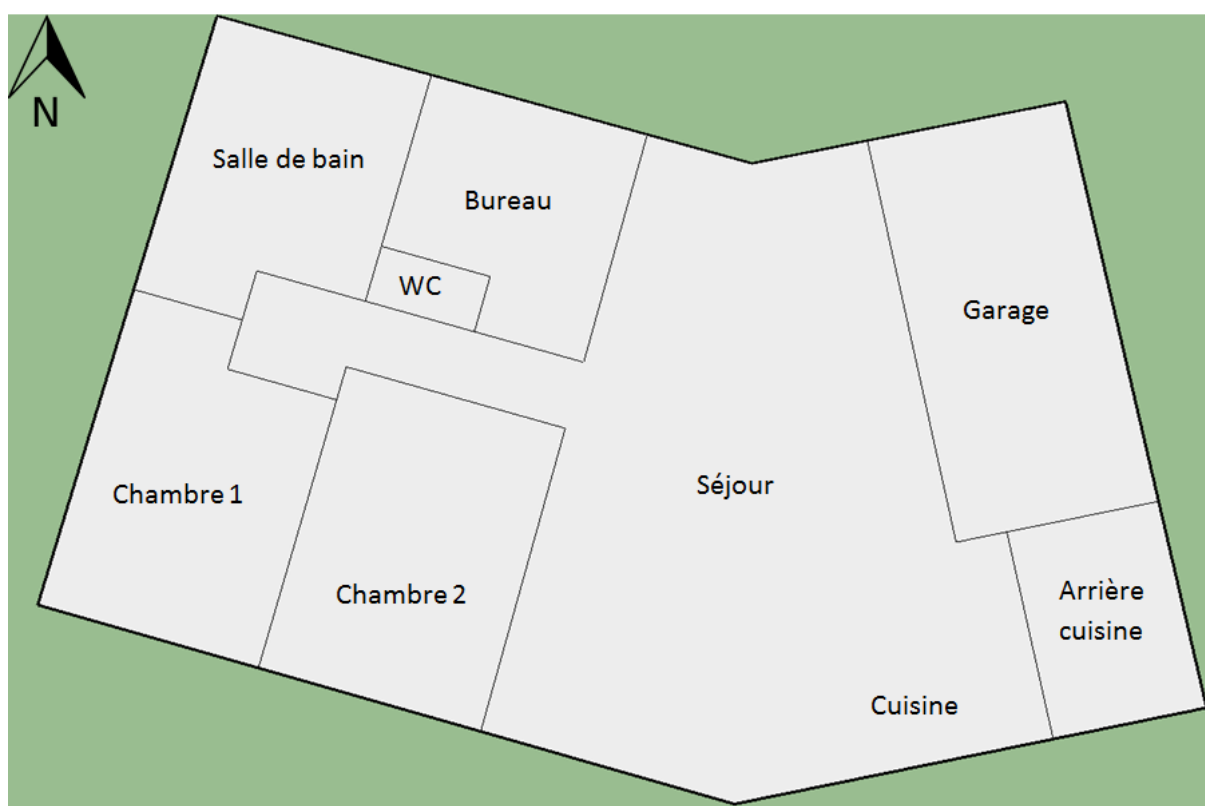 N
Salle de bain
Bureau
WC
Garage
Séjour
Chambre 1
Chambre 2
Arrière
cuisine
Cuisine